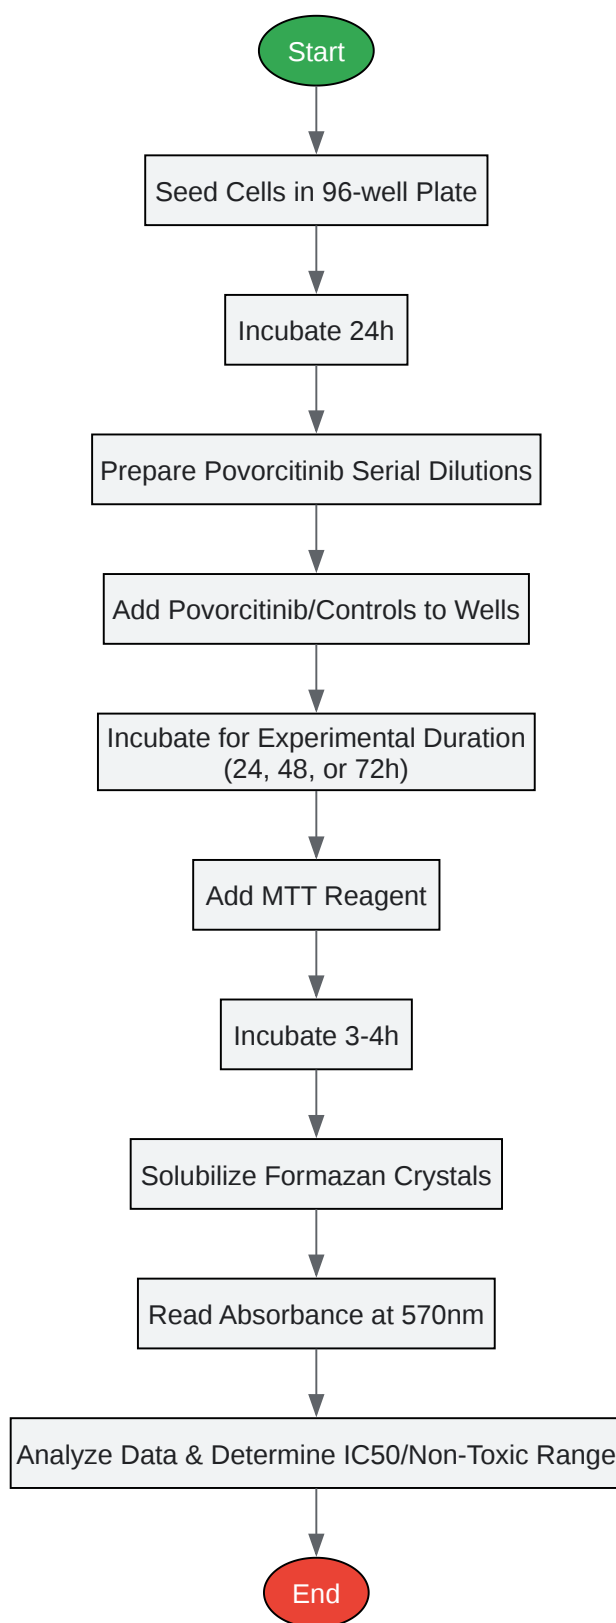 Start
Seed Cells in 96-well Plate
Incubate 24h
Prepare Povorcitinib Serial Dilutions
Add Povorcitinib/Controls to Wells
Incubate for Experimental Duration
(24, 48, or 72h)
Add MTT Reagent
Incubate 3-4h
Solubilize Formazan Crystals
Read Absorbance at 570nm
Analyze Data & Determine IC50/Non-Toxic Range
End